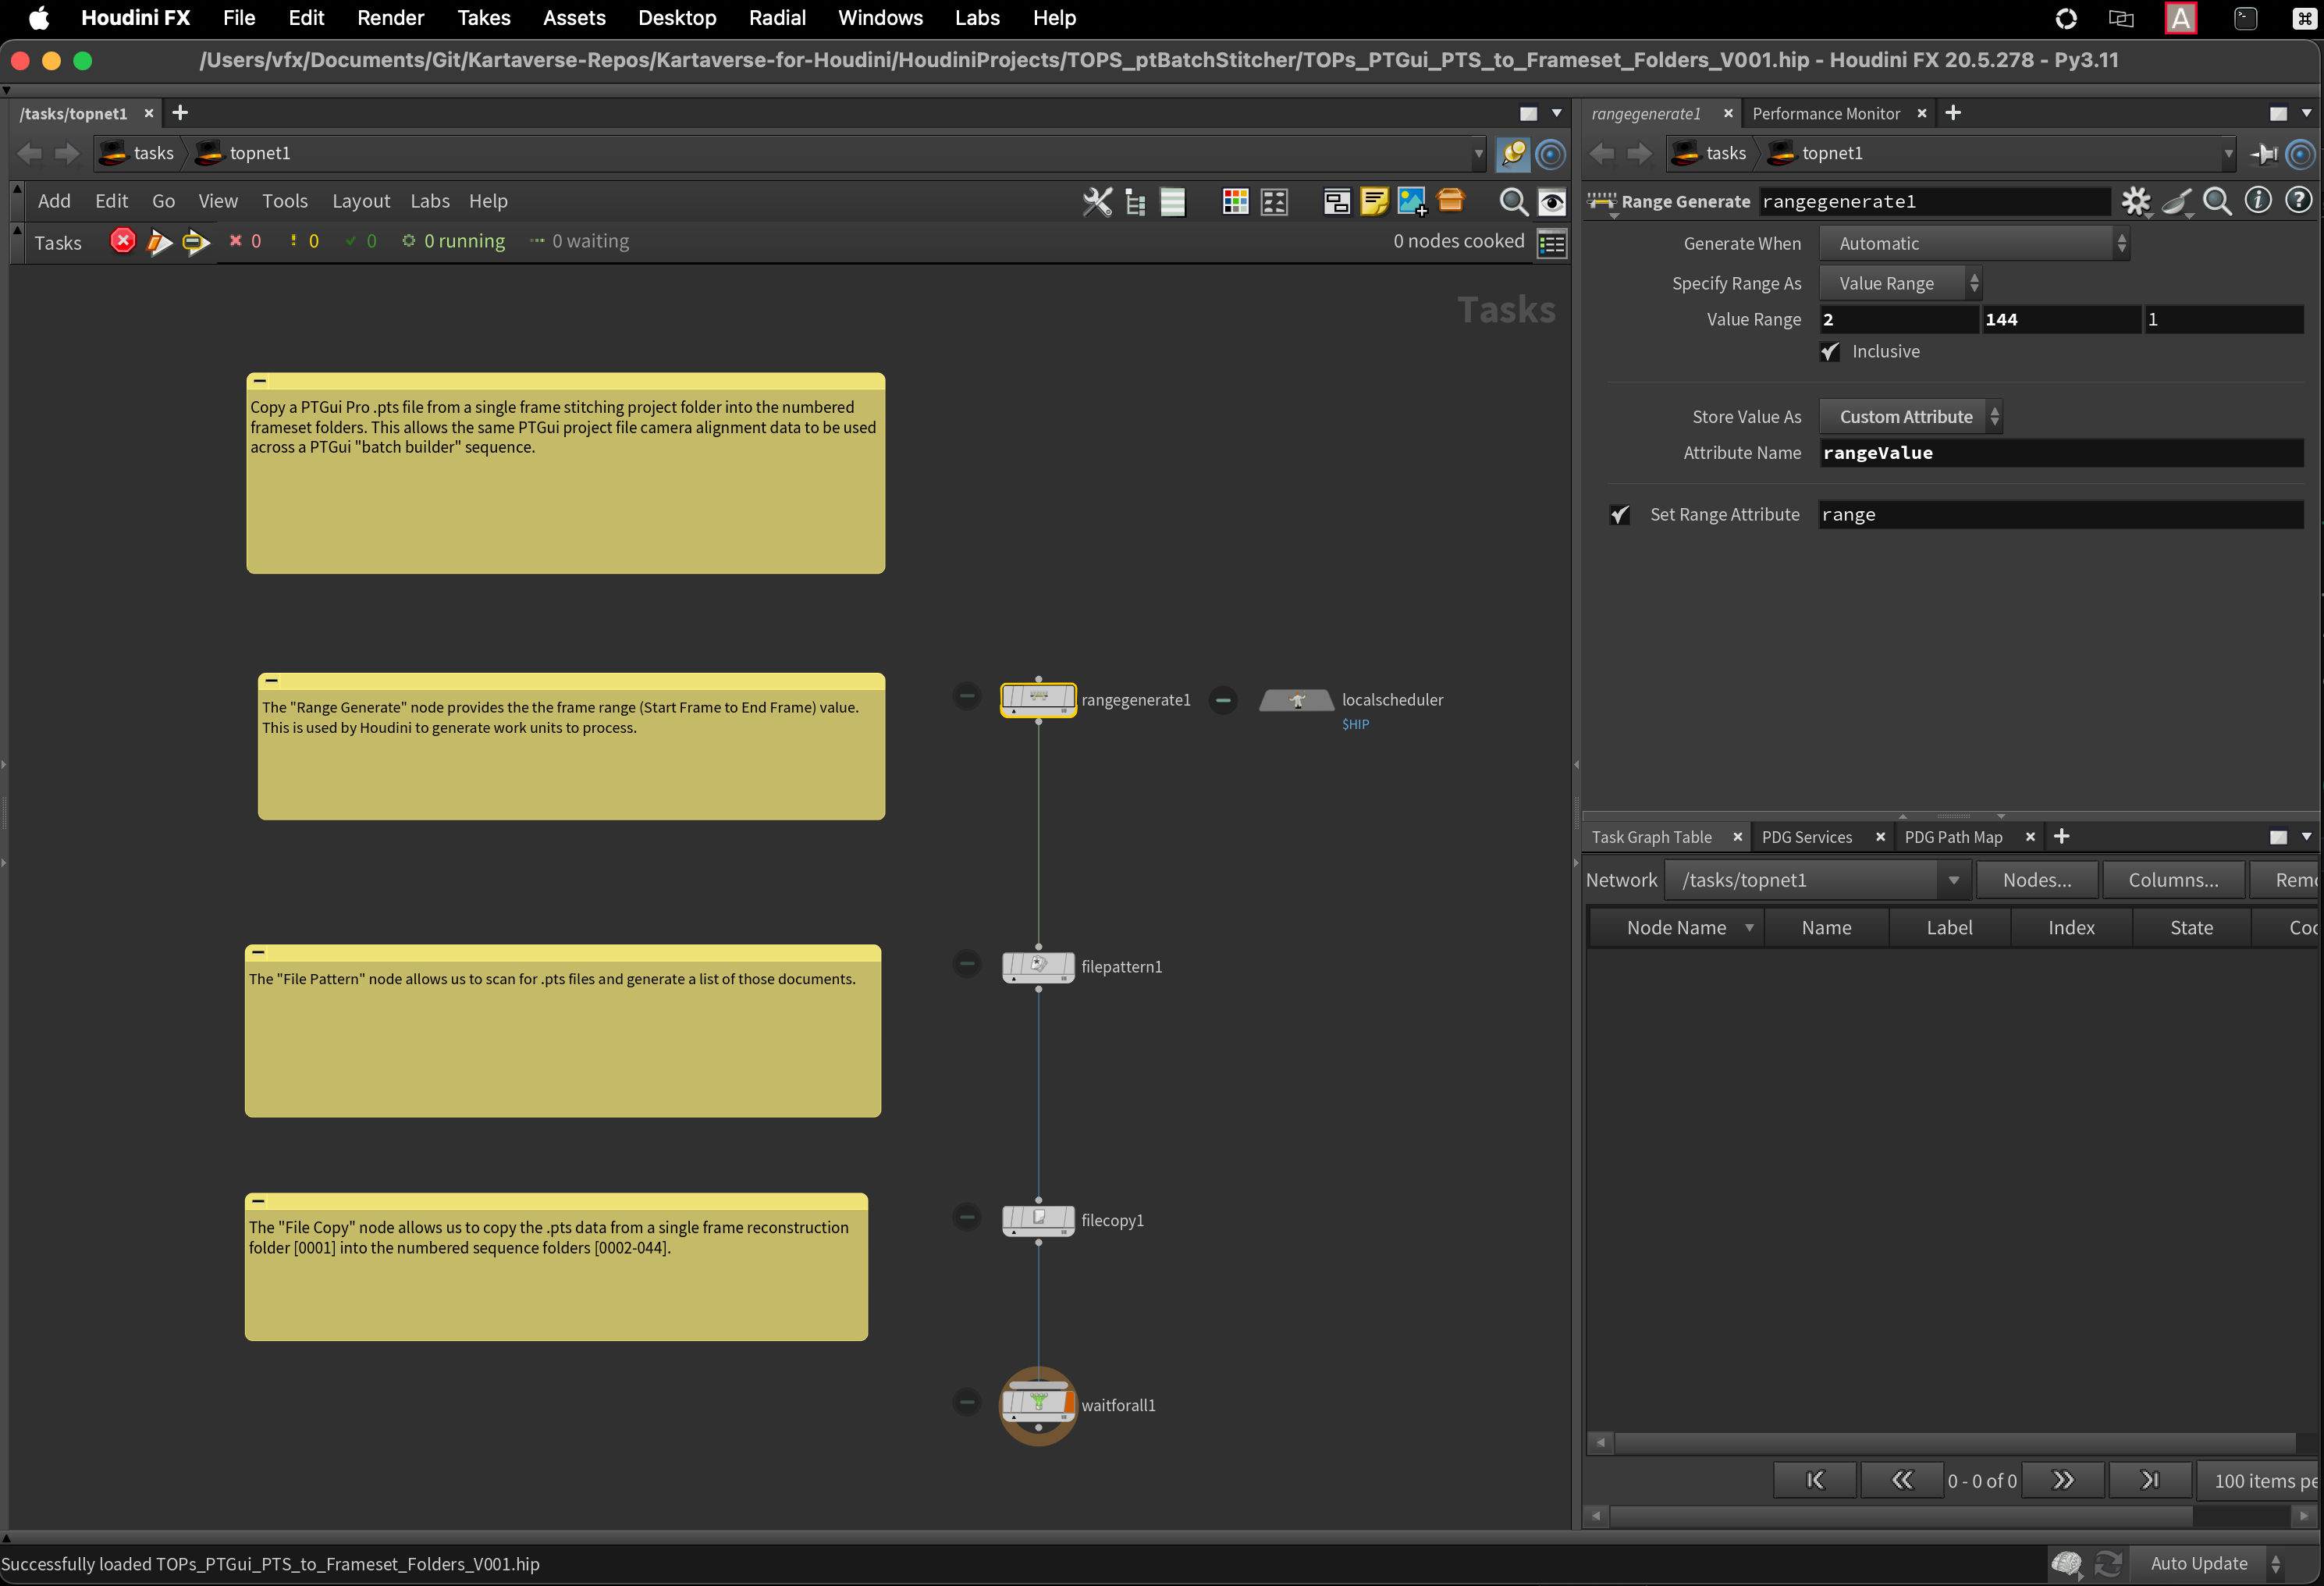 Houdini FX File Edit Render Takes Assets Desktop Radial Windows Labs Help
/Users/vfx/Documents/Git/Kartaverse-Repos/Kartaverse-for-Houdini/HoudiniProjects/TOPS_ptBatchStitcher/TOPs_PTGui_PTS_to_Frameset_Folders_V001.hip - Houdini FX 20.5.278 - Py3.11
/tasks/topnet1
tasks topnet1
Add Edit Go View Tools Layout Labs Help
Tasks 0 0 0 0 running 0 waiting 0 nodes cooked
Tasks
Copy a PTGui Pro .pts file from a single frame stitching project folder into the numbered
frameset folders. This allows the same PTGui project file camera alignment data to be used
across a PTGui "batch builder" sequence.
The "Range Generate" node provides the the frame range (Start Frame to End Frame) value.
This is used by Houdini to generate work units to process.
rangegenerate1
localscheduler
$HIP
The "File Pattern" node allows us to scan for .pts files and generate a list of those documents.
filepattern1
The "File Copy" node allows us to copy the .pts data from a single frame reconstruction
folder [0001] into the numbered sequence folders [0002-044].
filecopy1
waitforall1
rangegenerate1 Performance Monitor
tasks topnet1
Range Generate rangegenerate1
Generate When Automatic
Specify Range As Value Range
Value Range 2 144 1
Inclusive
Store Value As Custom Attribute
Attribute Name rangeValue
Set Range Attribute range
Task Graph Table PDG Services PDG Path Map
Network /tasks/topnet1 Nodes... Columns... Rem
Node Name Name Label Index State Coo
0 - 0 of 0 100 items pe
Successfully loaded TOPs_PTGui_PTS_to_Frameset_Folders_V001.hip
Auto Update